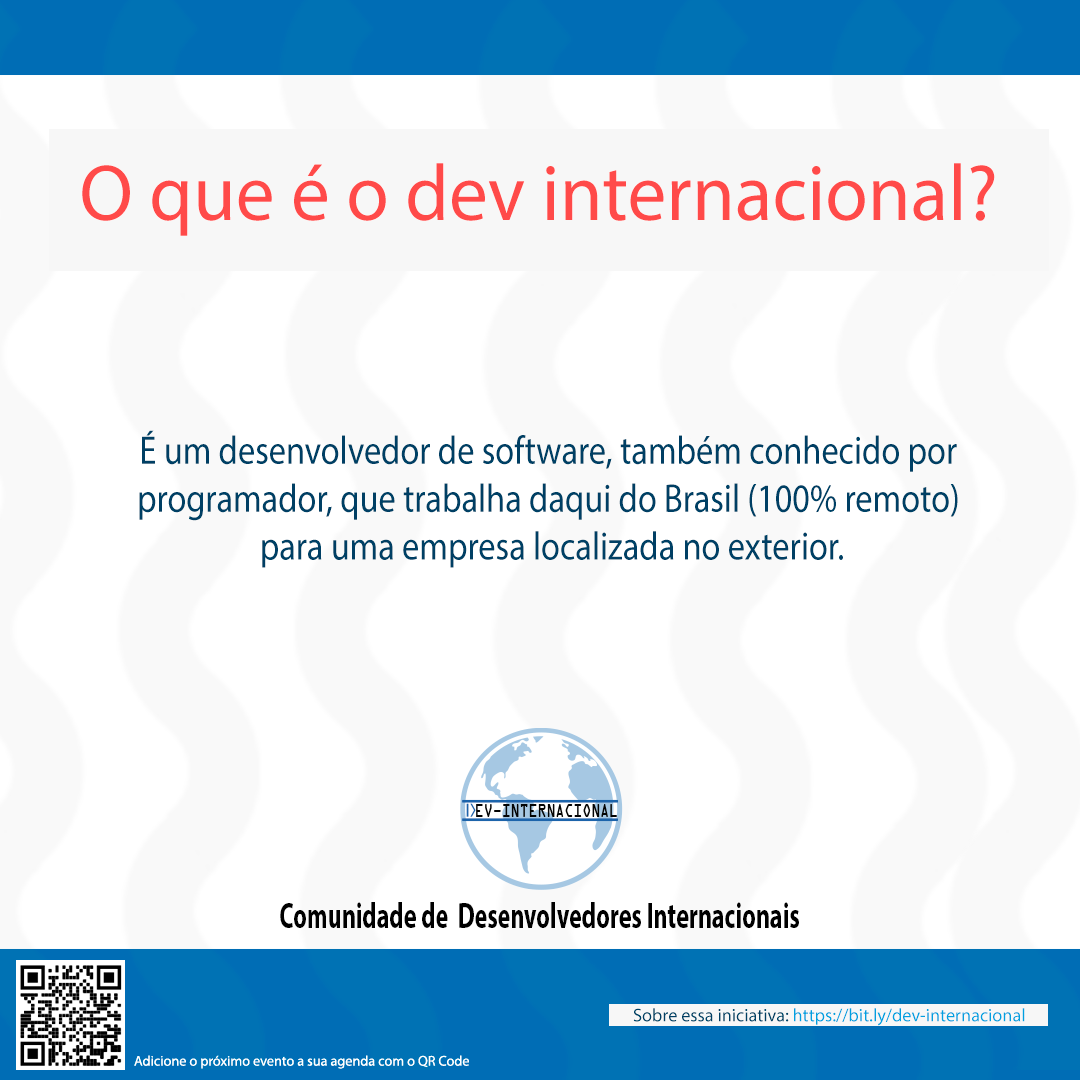 O que é o dev internacional?
É um desenvolvedor de software, também conhecido por
programador, que trabalha daqui do Brasil (100% remoto)
para uma empresa localizada no exterior.
DEV-INTERNACIONAL
Comunidade de Desenvolvedores Internacionais
Sobre essa iniciativa: https://bit.ly/dev-internacional
Adicione o próximo evento a sua agenda com o QR Code